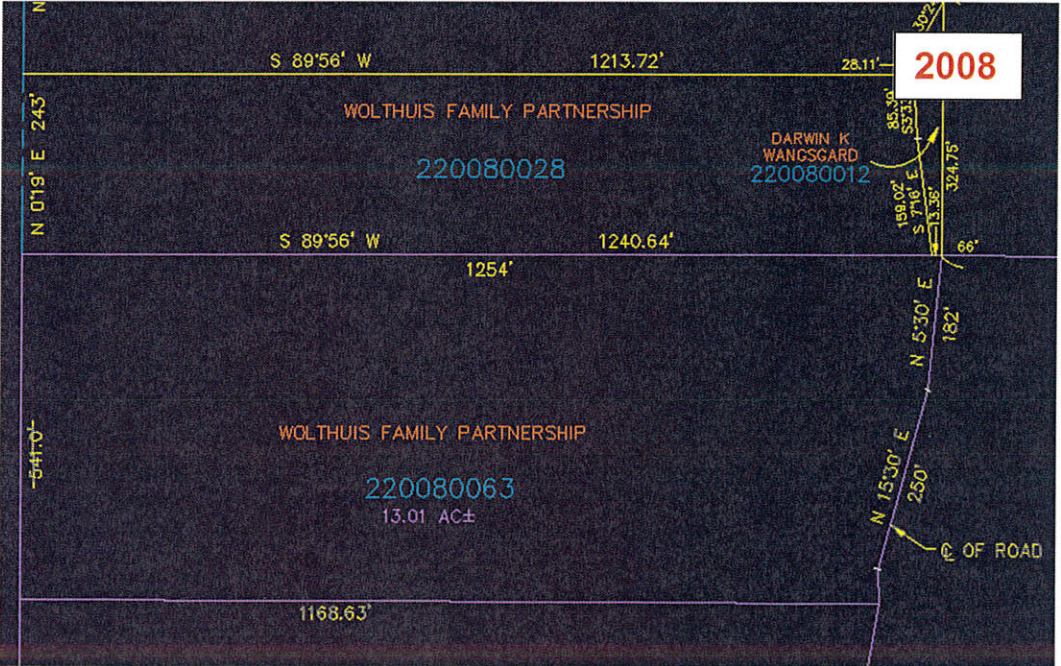 N
S 89°56' W 1213.72' 28.11'
2008
N 0°19' E 243'
WOLTHUIS FAMILY PARTNERSHIP
220080028
DARWIN K
WANGSGARD
220080012
85.39'
324.75'
159.02'
S 7°16' E
13.36'
S 89°56' W 1240.64' 66'
1254'
N 5°30' E
182'
541.0'
WOLTHUIS FAMILY PARTNERSHIP
220080063
13.01 AC±
N 15°30' E
250'
℄ OF ROAD
1168.63'